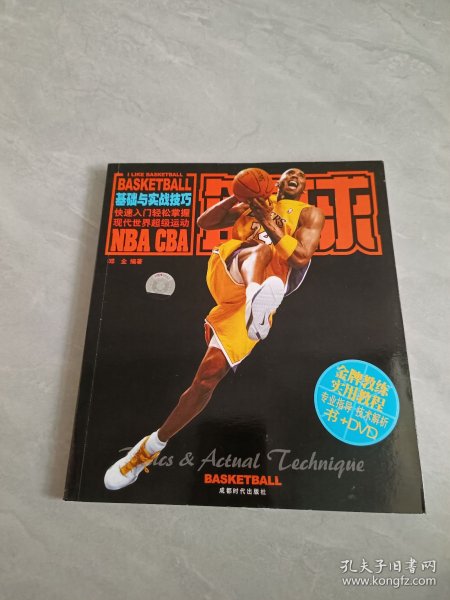 I LIKE BASKETBALL
BASKETBALL
基础与实战技巧
快速入门轻松掌握
现代世界超级运动
NBA CBA
篮球
邓 金 编著
24
金牌教练
实用教程
专业指导 技术解析
书+DVD
& Actual Technique
BASKETBALL
成都时代出版社
孔夫子旧书网
www.kongfz.com